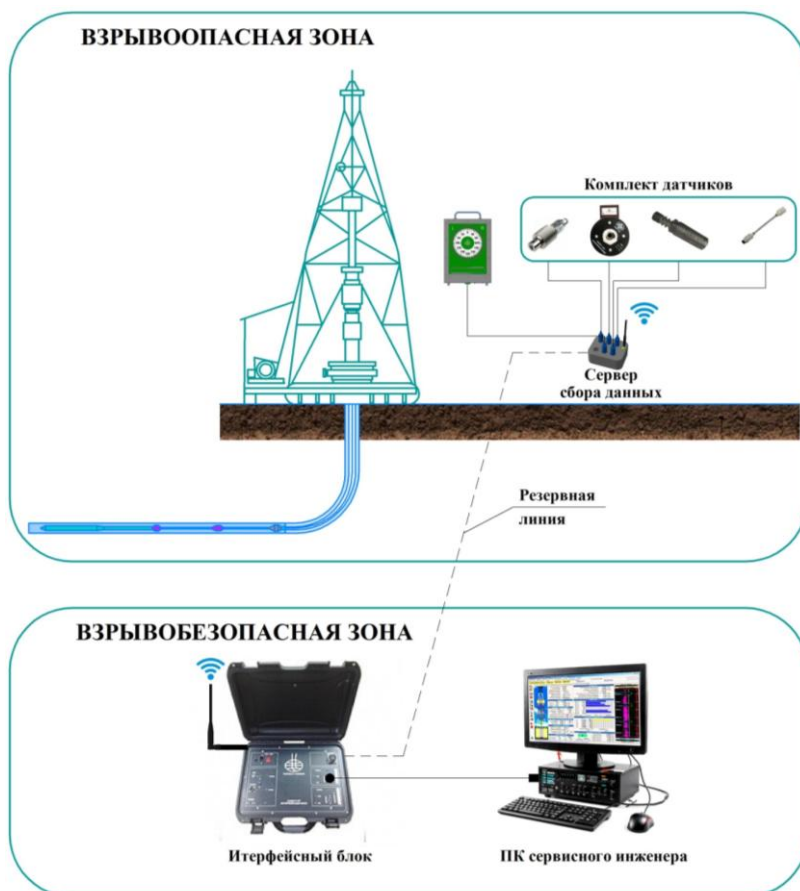 ВЗРЫВООПАСНАЯ ЗОНА
Комплект датчиков
Сервер
сбора данных
Резервная
линия
ВЗРЫВОБЕЗОПАСНАЯ ЗОНА
Итерфейсный блок
ПК сервисного инженера